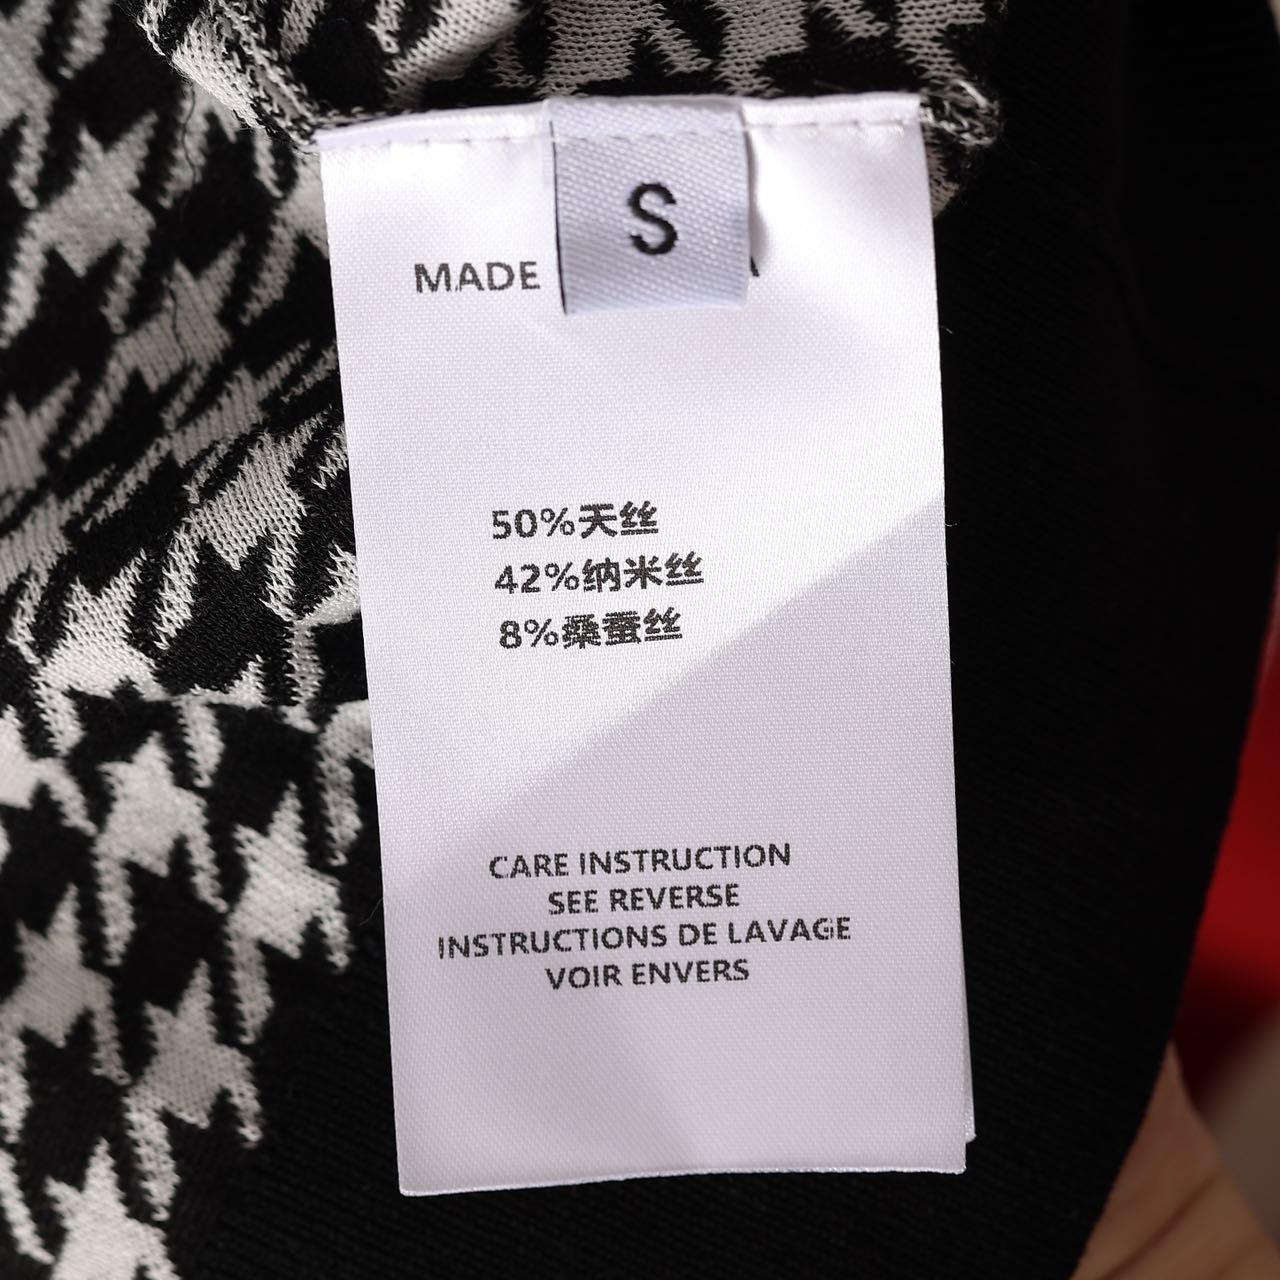 S
MADE
50%天丝
42%纳米丝
8%桑蚕丝
CARE INSTRUCTION
SEE REVERSE
INSTRUCTIONS DE LAVAGE
VOIR ENVERS